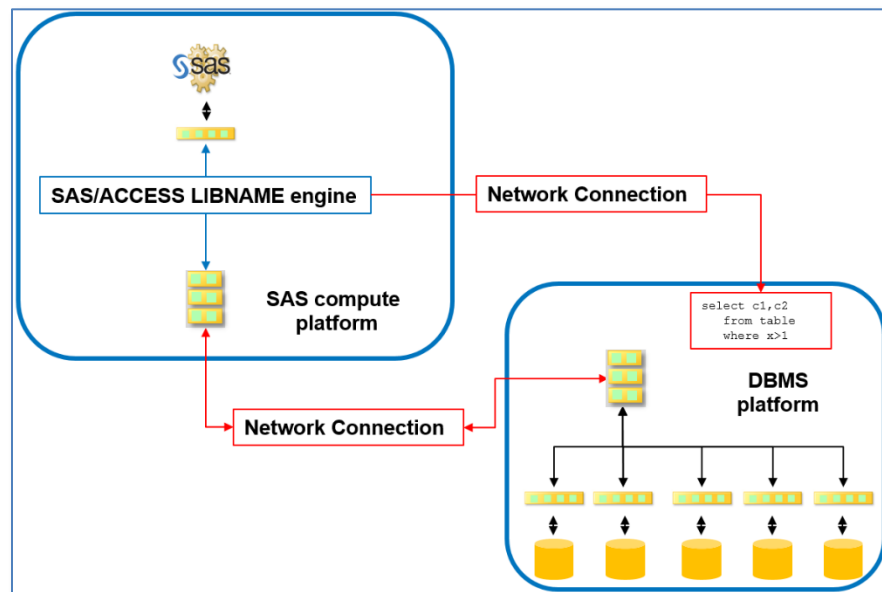 sas
SAS/ACCESS LIBNAME engine
Network Connection
SAS compute
platform
select c1,c2
from table
where x>1
DBMS
platform
Network Connection